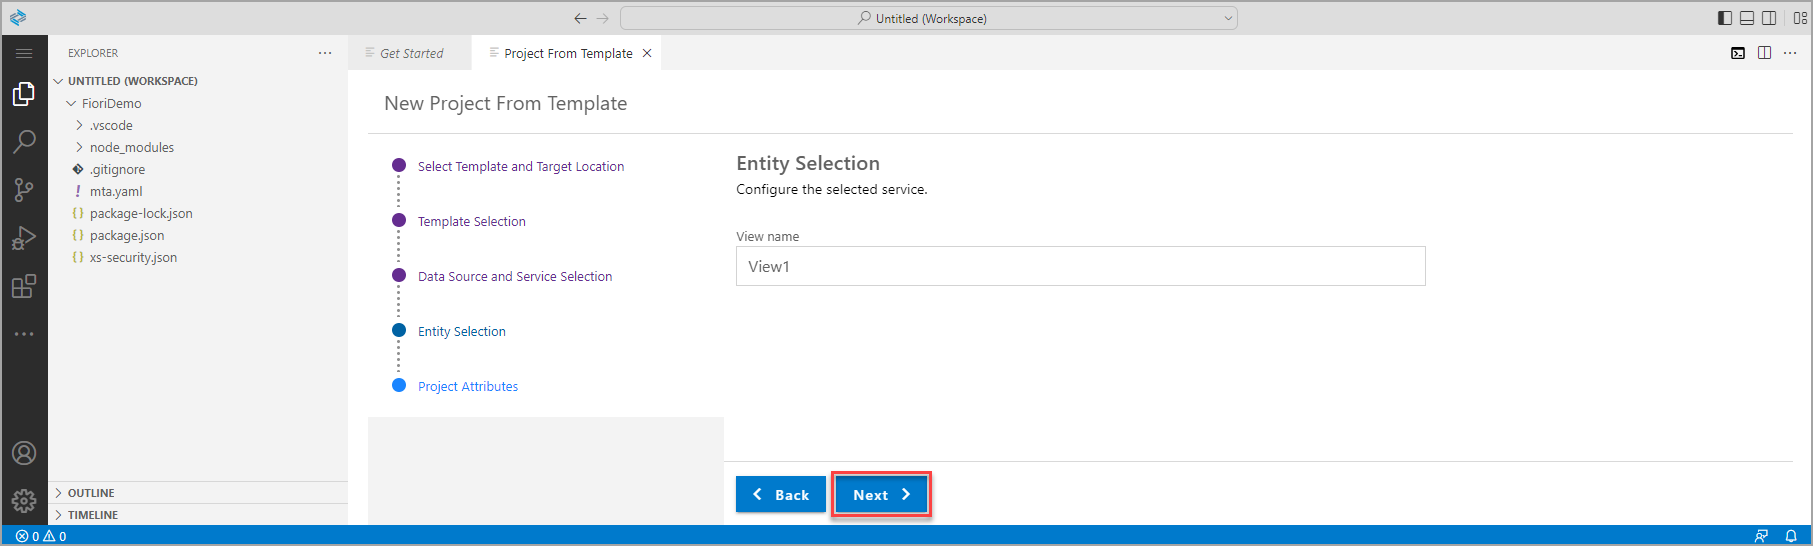 Untitled (Workspace)
EXPLORER
UNTITLED (WORKSPACE)
FioriDemo
.vscode
node_modules
.gitignore
mta.yaml
package-lock.json
package.json
xs-security.json
OUTLINE
TIMELINE
Get Started
Project From Template
New Project From Template
Select Template and Target Location
Template Selection
Data Source and Service Selection
Entity Selection
Project Attributes
Entity Selection
Configure the selected service.
View name
View1
Back
Next
0 0